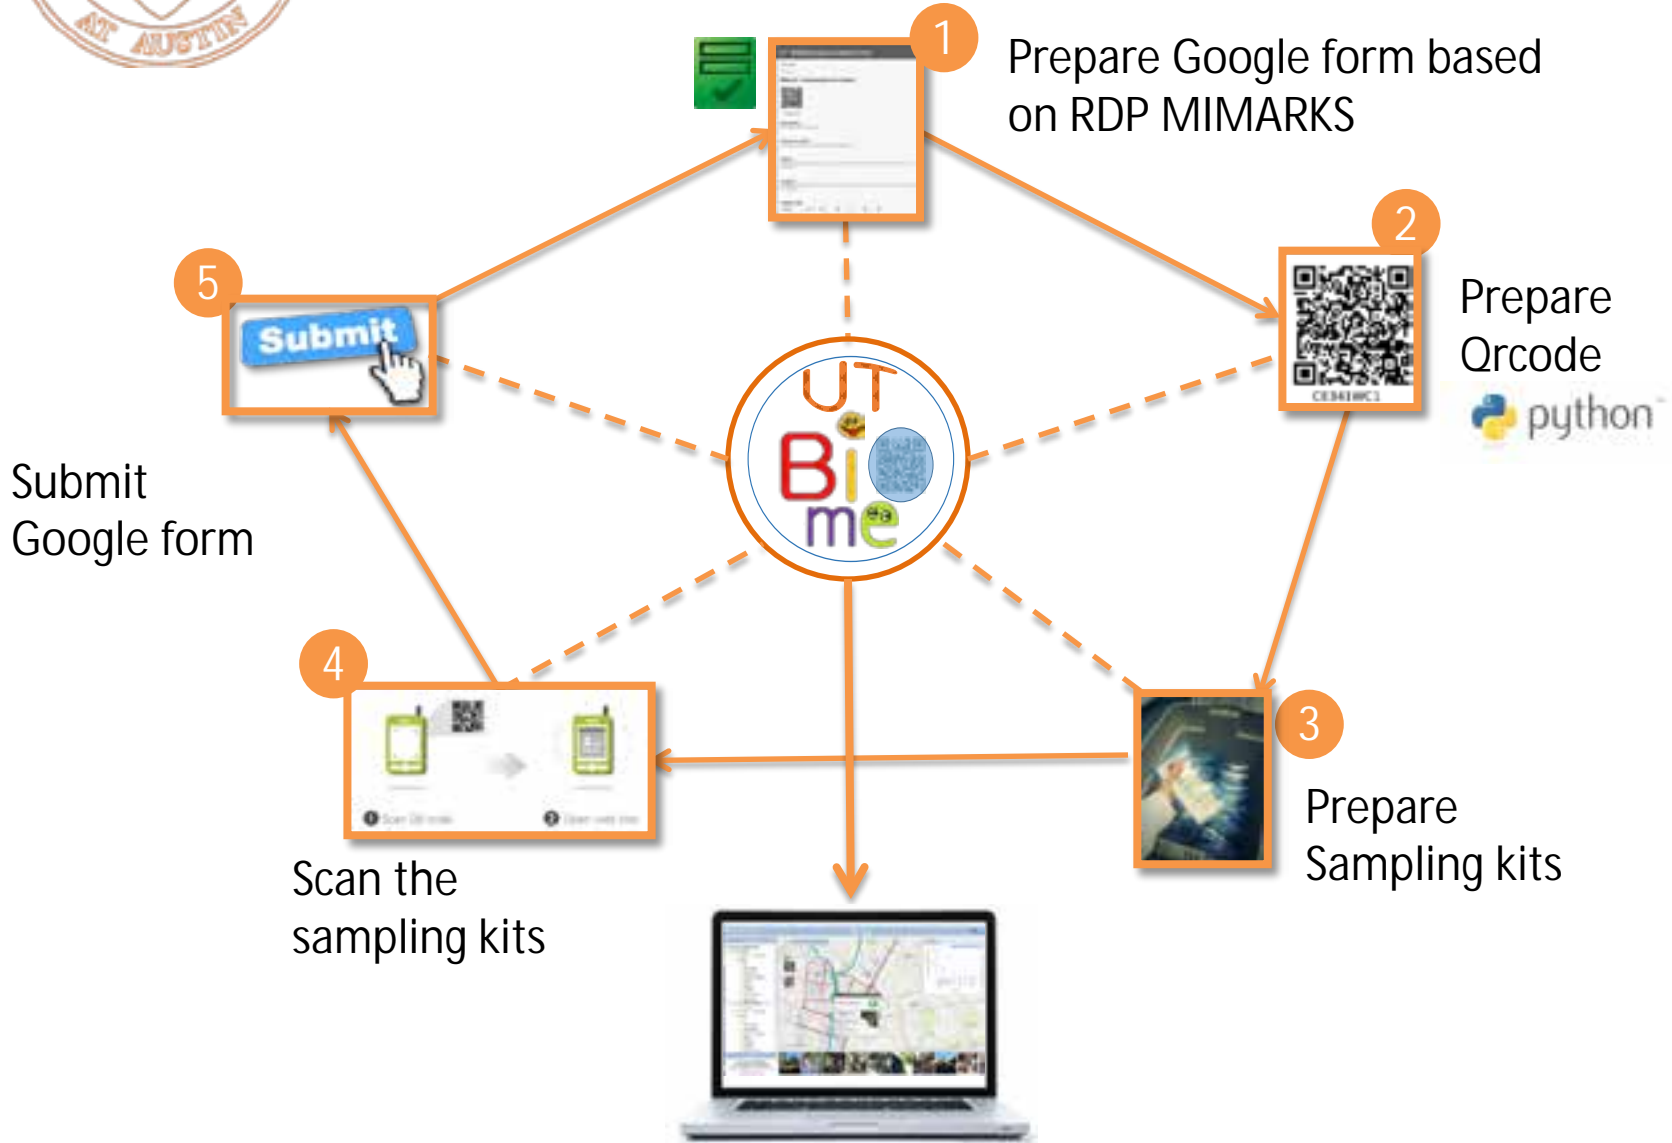 AT AUSTIN
1
Prepare Google form based
on RDP MIMARKS
2
Prepare
Qrcode
python
5
Submit
Submit
Google form
UT
Bi
me
4
Scan the
sampling kits
3
Prepare
Sampling kits